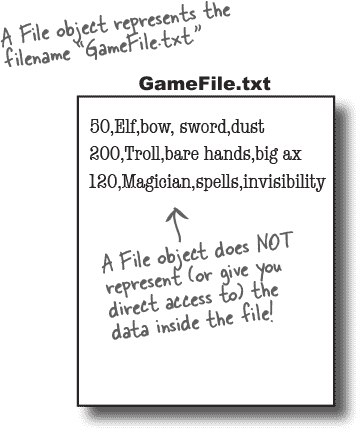 A File object represents the
filename “GameFile.txt”
GameFile.txt
50,Elf,bow, sword,dust
200,Troll,bare hands,big ax
120,Magician,spells,invisibility
A File object does NOT
represent (or give you
direct access to) the
data inside the file!